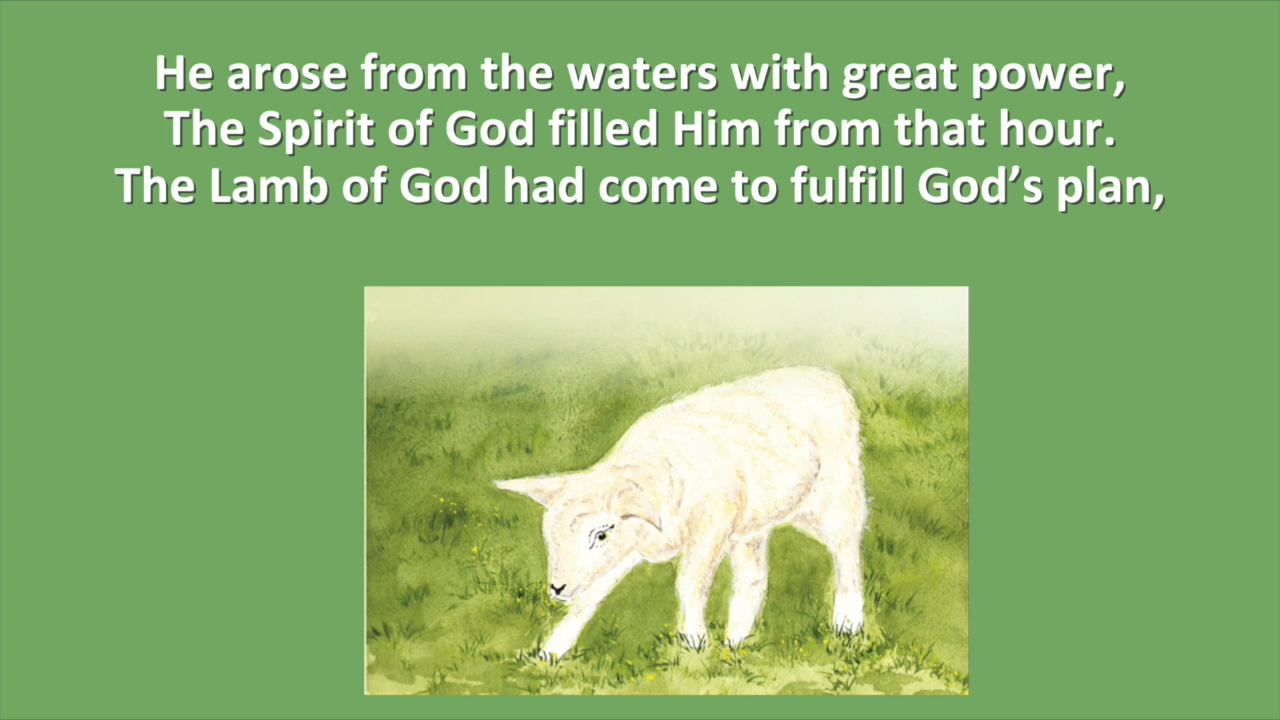 He arose from the waters with great power,
The Spirit of God filled Him from that hour.
The Lamb of God had come to fulfill God’s plan,